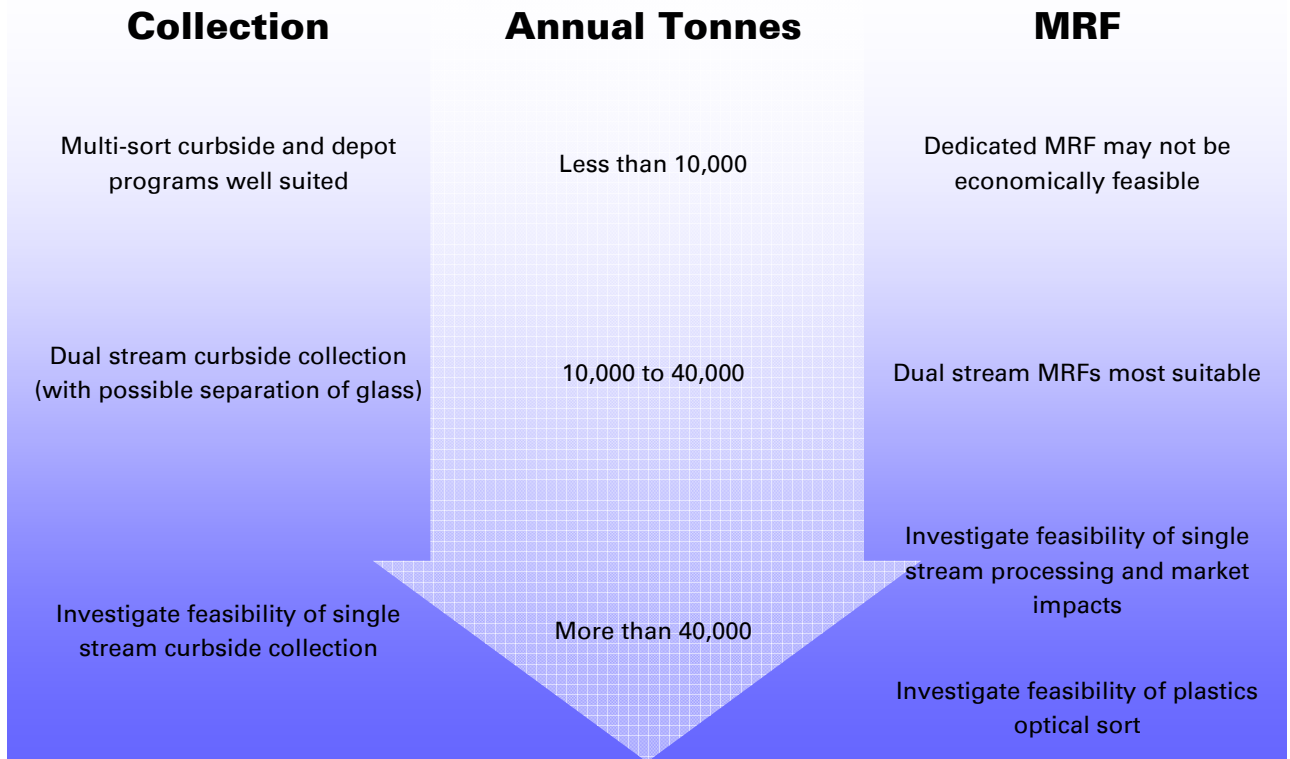 Collection
Annual Tonnes
MRF
Multi-sort curbside and depot
programs well suited
Less than 10,000
Dedicated MRF may not be
economically feasible
Dual stream curbside collection
(with possible separation of glass)
10,000 to 40,000
Dual stream MRFs most suitable
Investigate feasibility of single
stream curbside collection
More than 40,000
Investigate feasibility of single
stream processing and market
impacts
Investigate feasibility of plastics
optical sort